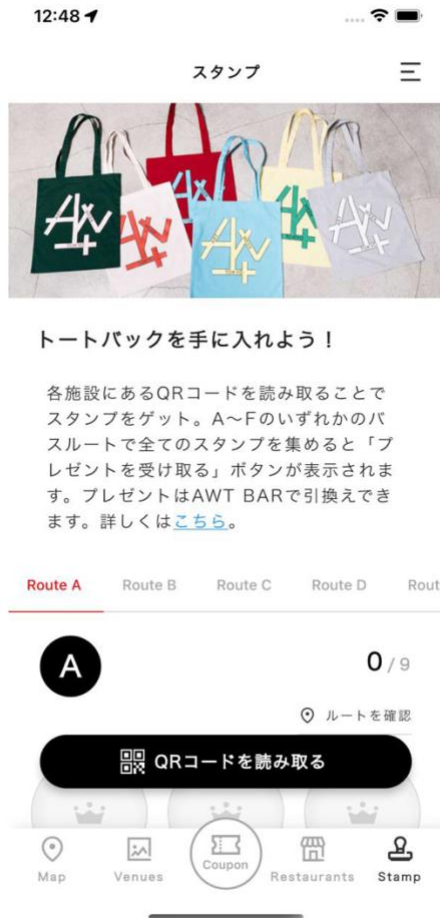 12:48
スタンプ
トートバックを手に入れよう！
各施設にあるQRコードを読み取ることで
スタンプをゲット。A〜Fのいずれかのバ
スルートで全てのスタンプを集めると「プ
レゼントを受け取る」ボタンが表示されま
す。プレゼントはAWT BARで引換えでき
ます。詳しくはこちら。
Route A Route B Route C Route D Rout
A 0 / 9
ルートを確認
QRコードを読み取る
Map Venues Coupon Restaurants Stamp